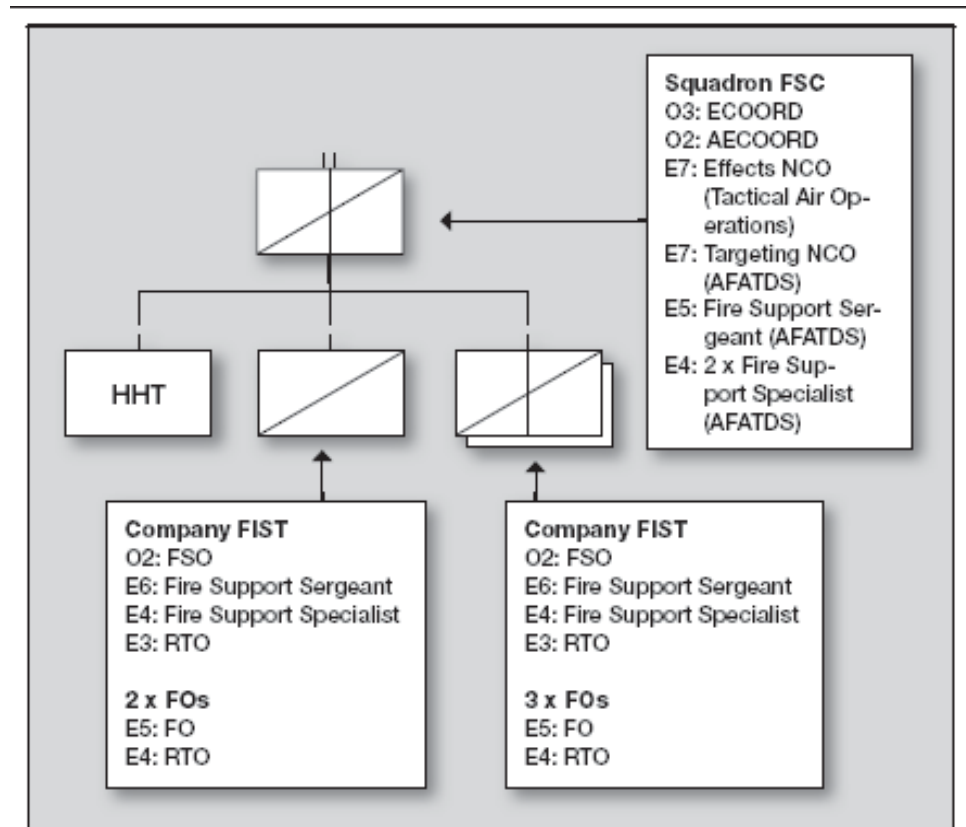 Squadron FSC
O3: ECOORD
O2: AECOORD
E7: Effects NCO
(Tactical Air Op-
erations)
E7: Targeting NCO
(AFATDS)
E5: Fire Support Ser-
geant (AFATDS)
E4: 2 x Fire Sup-
port Specialist
(AFATDS)
HHT
Company FIST
O2: FSO
E6: Fire Support Sergeant
E4: Fire Support Specialist
E3: RTO
2 x FOs
E5: FO
E4: RTO
Company FIST
O2: FSO
E6: Fire Support Sergeant
E4: Fire Support Specialist
E3: RTO
3 x FOs
E5: FO
E4: RTO